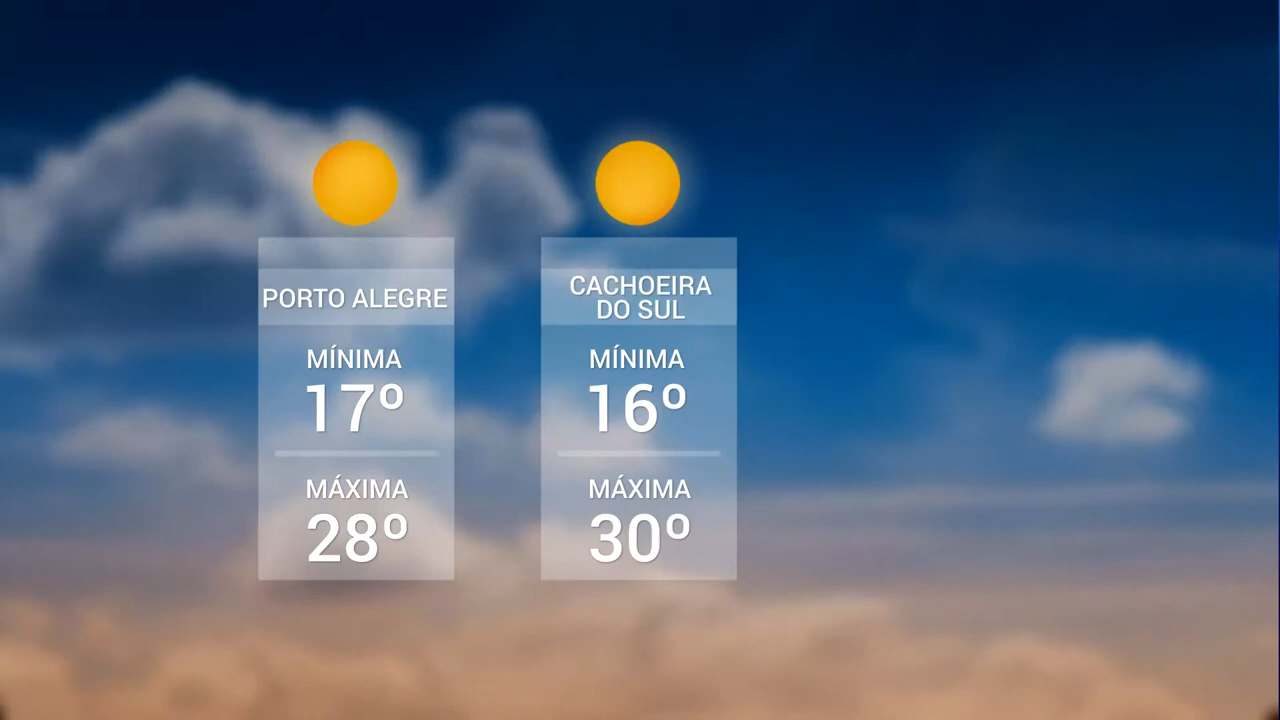 PORTO ALEGRE
MÍNIMA
17º
MÁXIMA
28º
CACHOEIRA
DO SUL
MÍNIMA
16º
MÁXIMA
30º